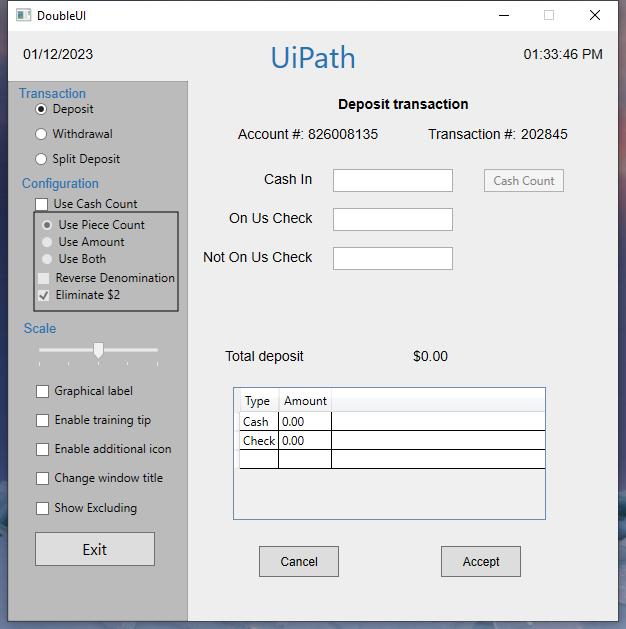 DoubleUI
01/12/2023
UiPath
01:33:46 PM
Transaction
Deposit
Withdrawal
Split Deposit
Configuration
Use Cash Count
Use Piece Count
Use Amount
Use Both
Reverse Denomination
Eliminate $2
Scale
Graphical label
Enable training tip
Enable additional icon
Change window title
Show Excluding
Exit
Deposit transaction
Account #: 826008135 Transaction #: 202845
Cash In
Cash Count
On Us Check
Not On Us Check
Total deposit $0.00
Type Amount
Cash 0.00
Check 0.00
Cancel Accept